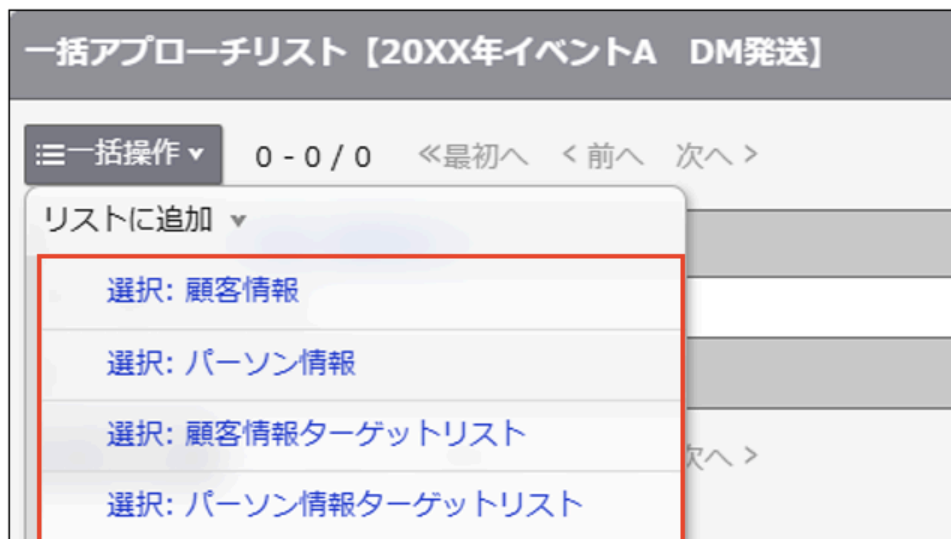 一括アプローチリスト【20XX年イベントA　DM発送】
一括操作 0 - 0 / 0 ≪最初へ < 前へ 次へ >
リストに追加
選択: 顧客情報
選択: パーソン情報
選択: 顧客情報ターゲットリスト
次へ >
選択: パーソン情報ターゲットリスト